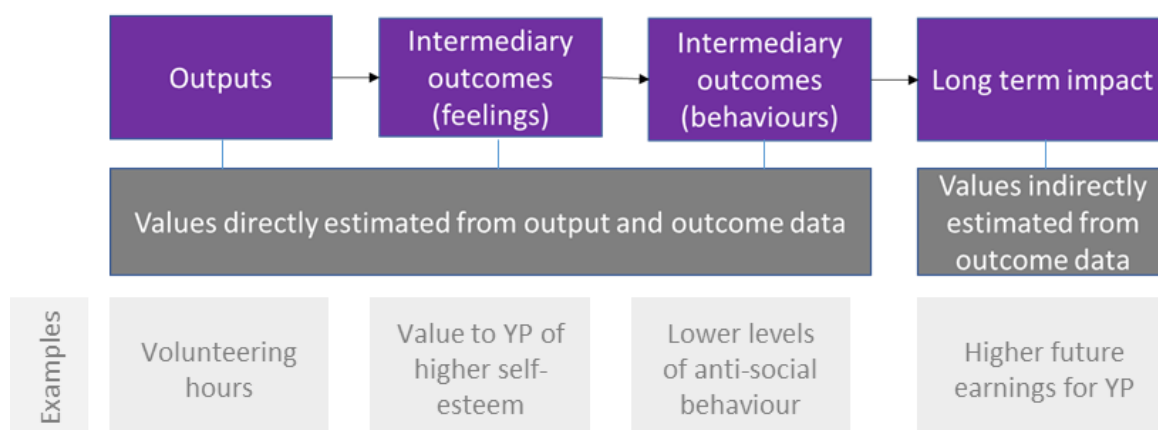 Outputs
Intermediary
outcomes
(feelings)
Intermediary
outcomes
(behaviours)
Long term impact
Values directly estimated from output and outcome data
Values indirectly
estimated from
outcome data
Examples
Volunteering
hours
Value to YP of
higher self-
esteem
Lower levels
of anti-social
behaviour
Higher future
earnings for YP